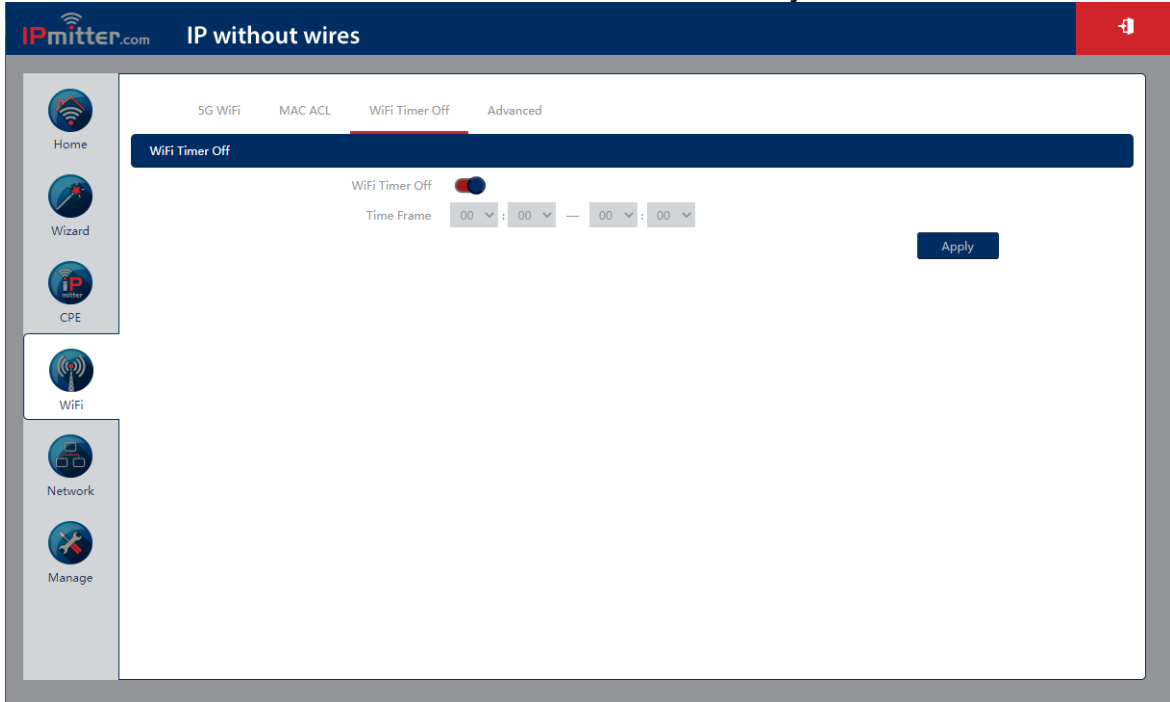 IPmitter.com IP without wires
5G WiFi MAC ACL WiFi Timer Off Advanced
Home
WiFi Timer Off
WiFi Timer Off
Time Frame 00 : 00 — 00 : 00
Apply
Wizard
iP
mitter
CPE
WiFi
Network
Manage